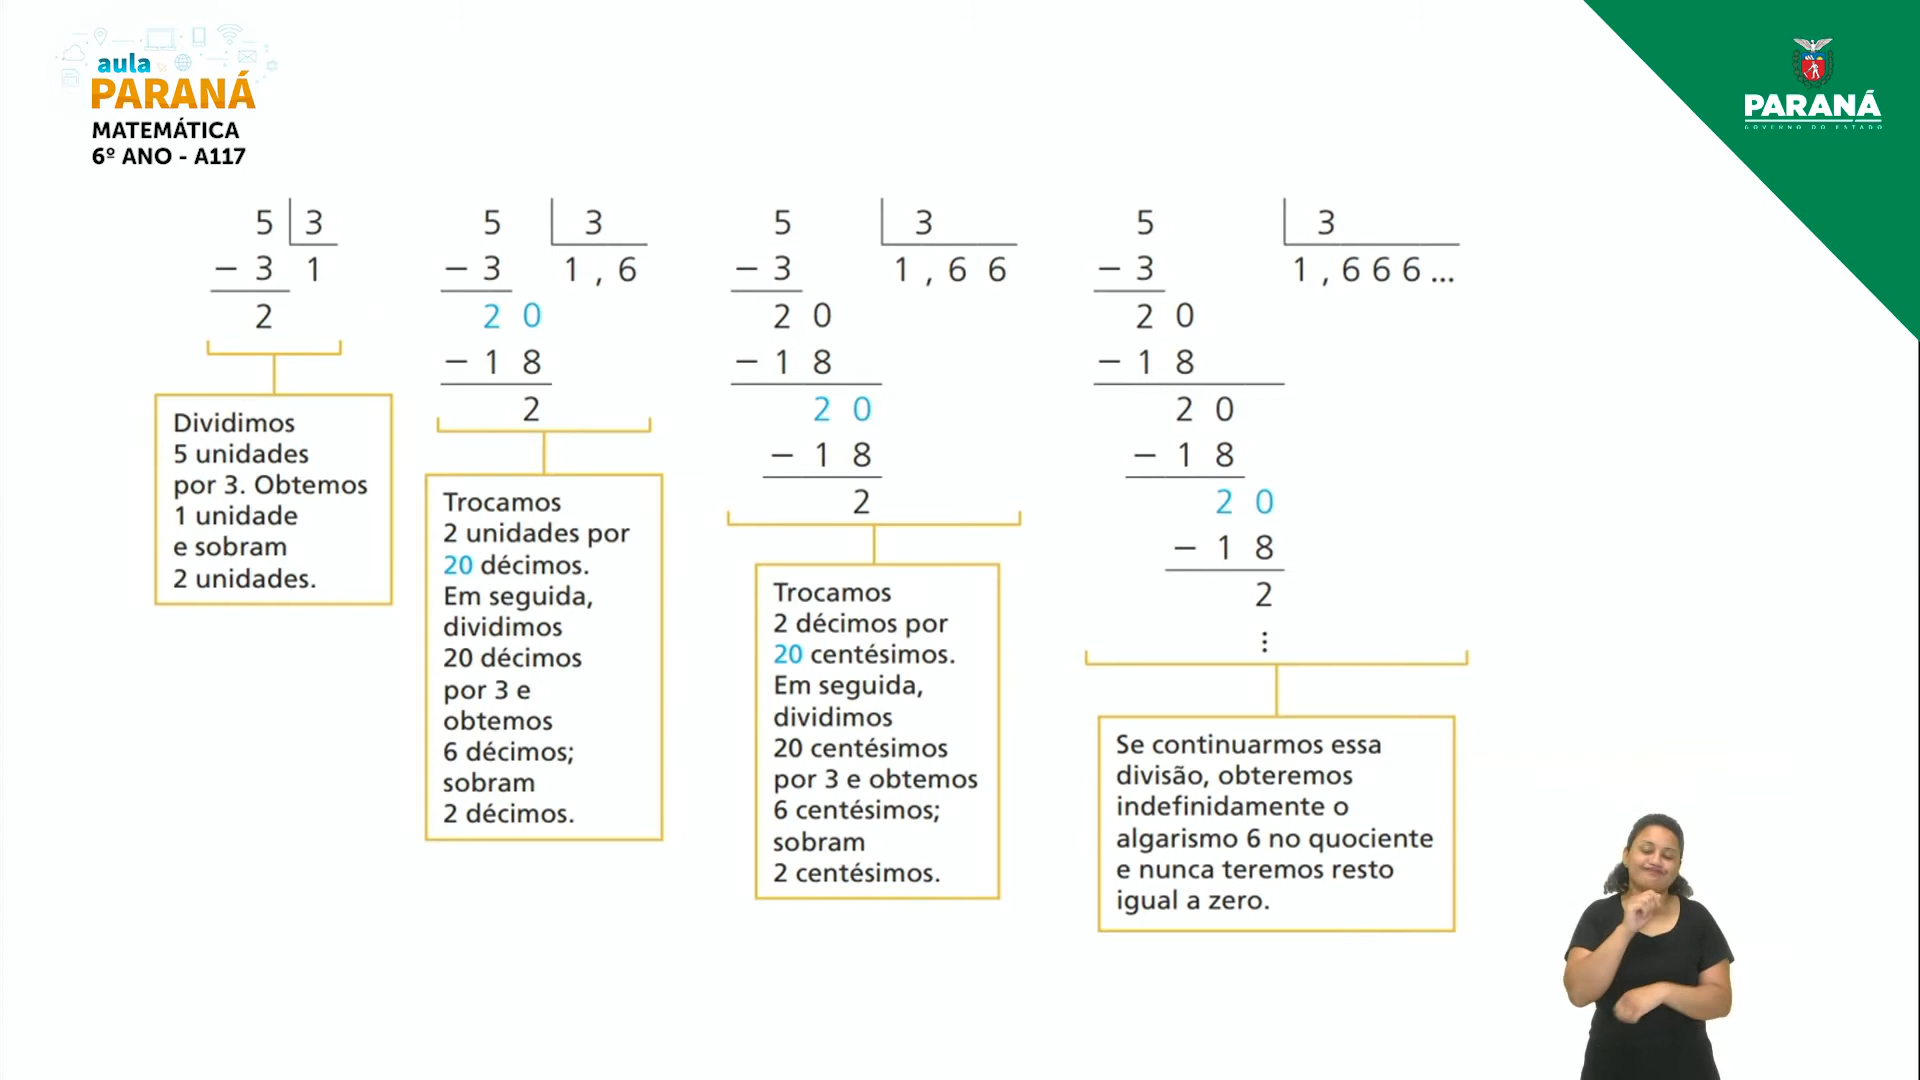 aula
PARANÁ
MATEMÁTICA
6º ANO - A117
PARANÁ
GOVERNO DO ESTADO
5 3
− 3 1
2
Dividimos
5 unidades
por 3. Obtemos
1 unidade
e sobram
2 unidades.
5 3
− 3 1 , 6
2 0
− 1 8
2
Trocamos
2 unidades por
20 décimos.
Em seguida,
dividimos
20 décimos
por 3 e
obtemos
6 décimos;
sobram
2 décimos.
5 3
− 3 1 , 6 6
2 0
− 1 8
2 0
− 1 8
2
Trocamos
2 décimos por
20 centésimos.
Em seguida,
dividimos
20 centésimos
por 3 e obtemos
6 centésimos;
sobram
2 centésimos.
5 3
− 3 1 , 6 6 6 ...
2 0
− 1 8
2 0
− 1 8
2 0
− 1 8
2
⋮
Se continuarmos essa
divisão, obteremos
indefinidamente o
algarismo 6 no quociente
e nunca teremos resto
igual a zero.